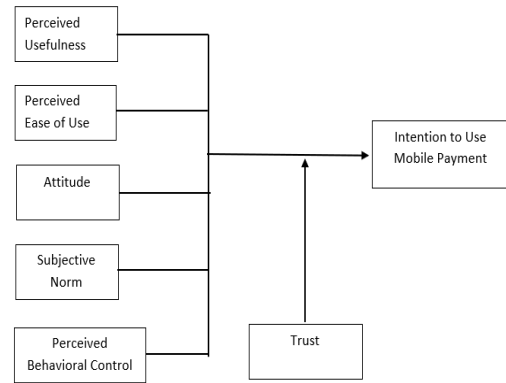 Perceived
Usefulness
Perceived
Ease of Use
Attitude
Subjective
Norm
Perceived
Behavioral Control
Trust
Intention to Use
Mobile Payment